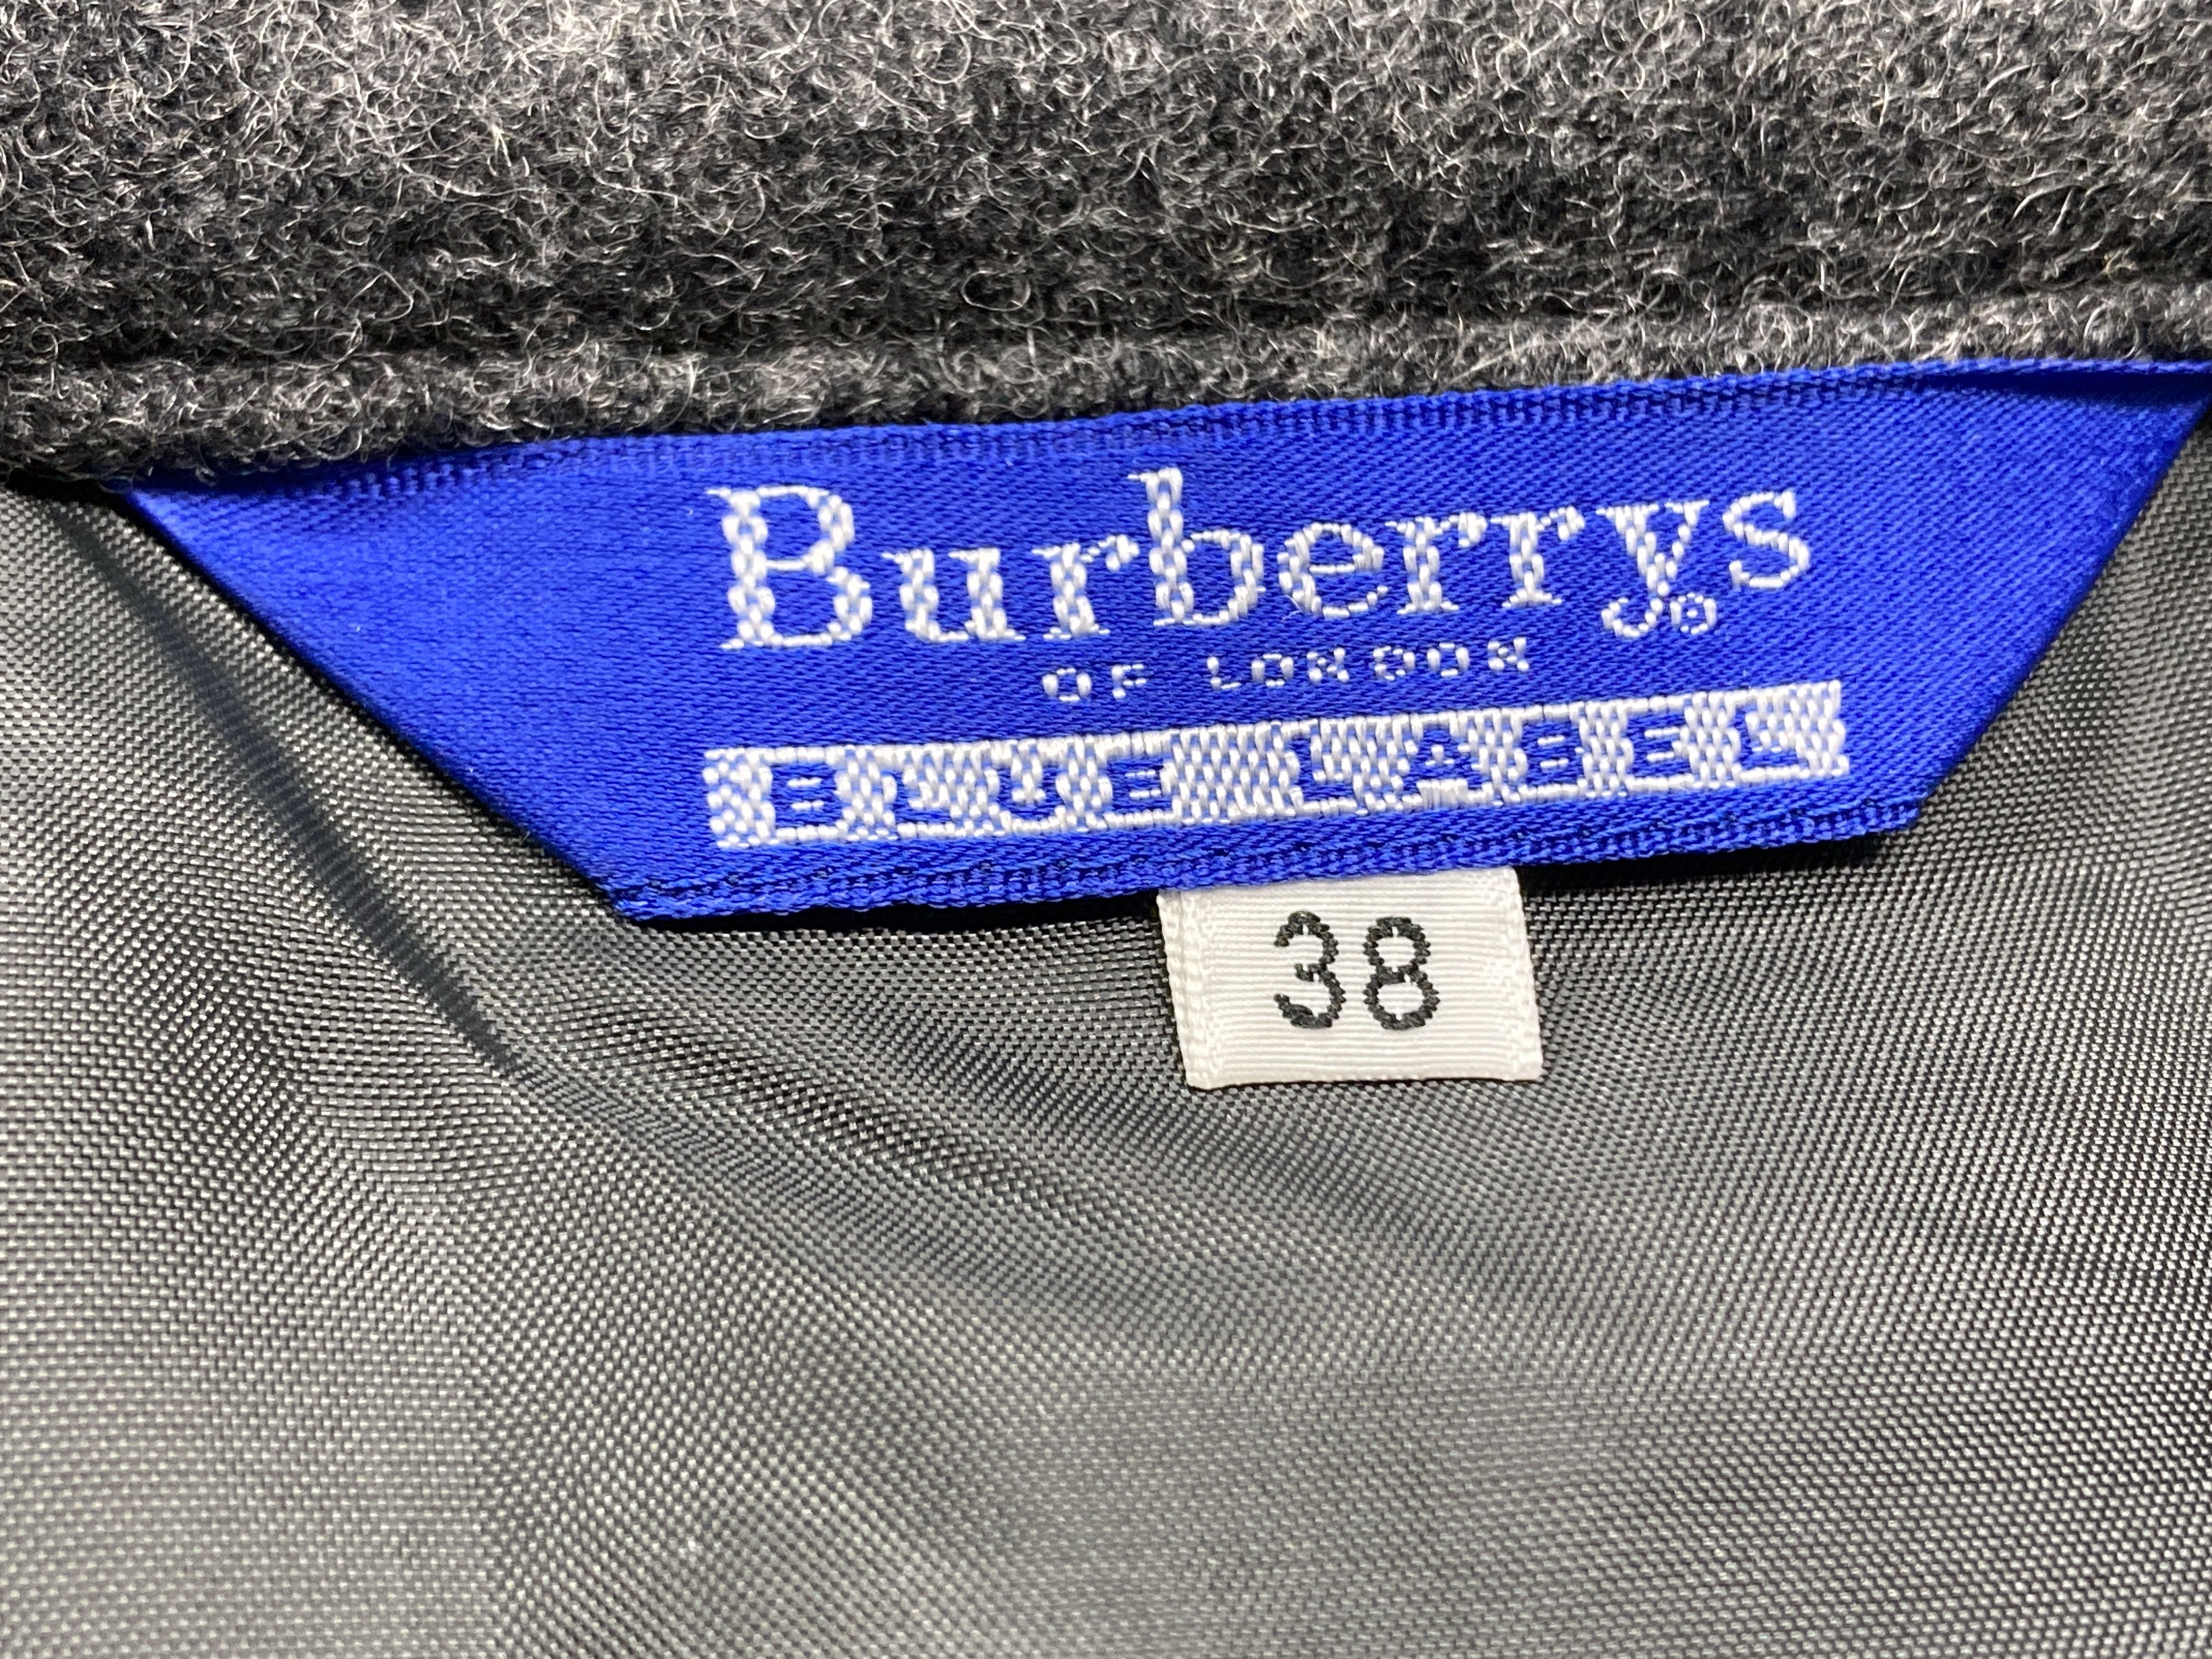 Burberrys®
OF LONDON
BLUE LABEL
38